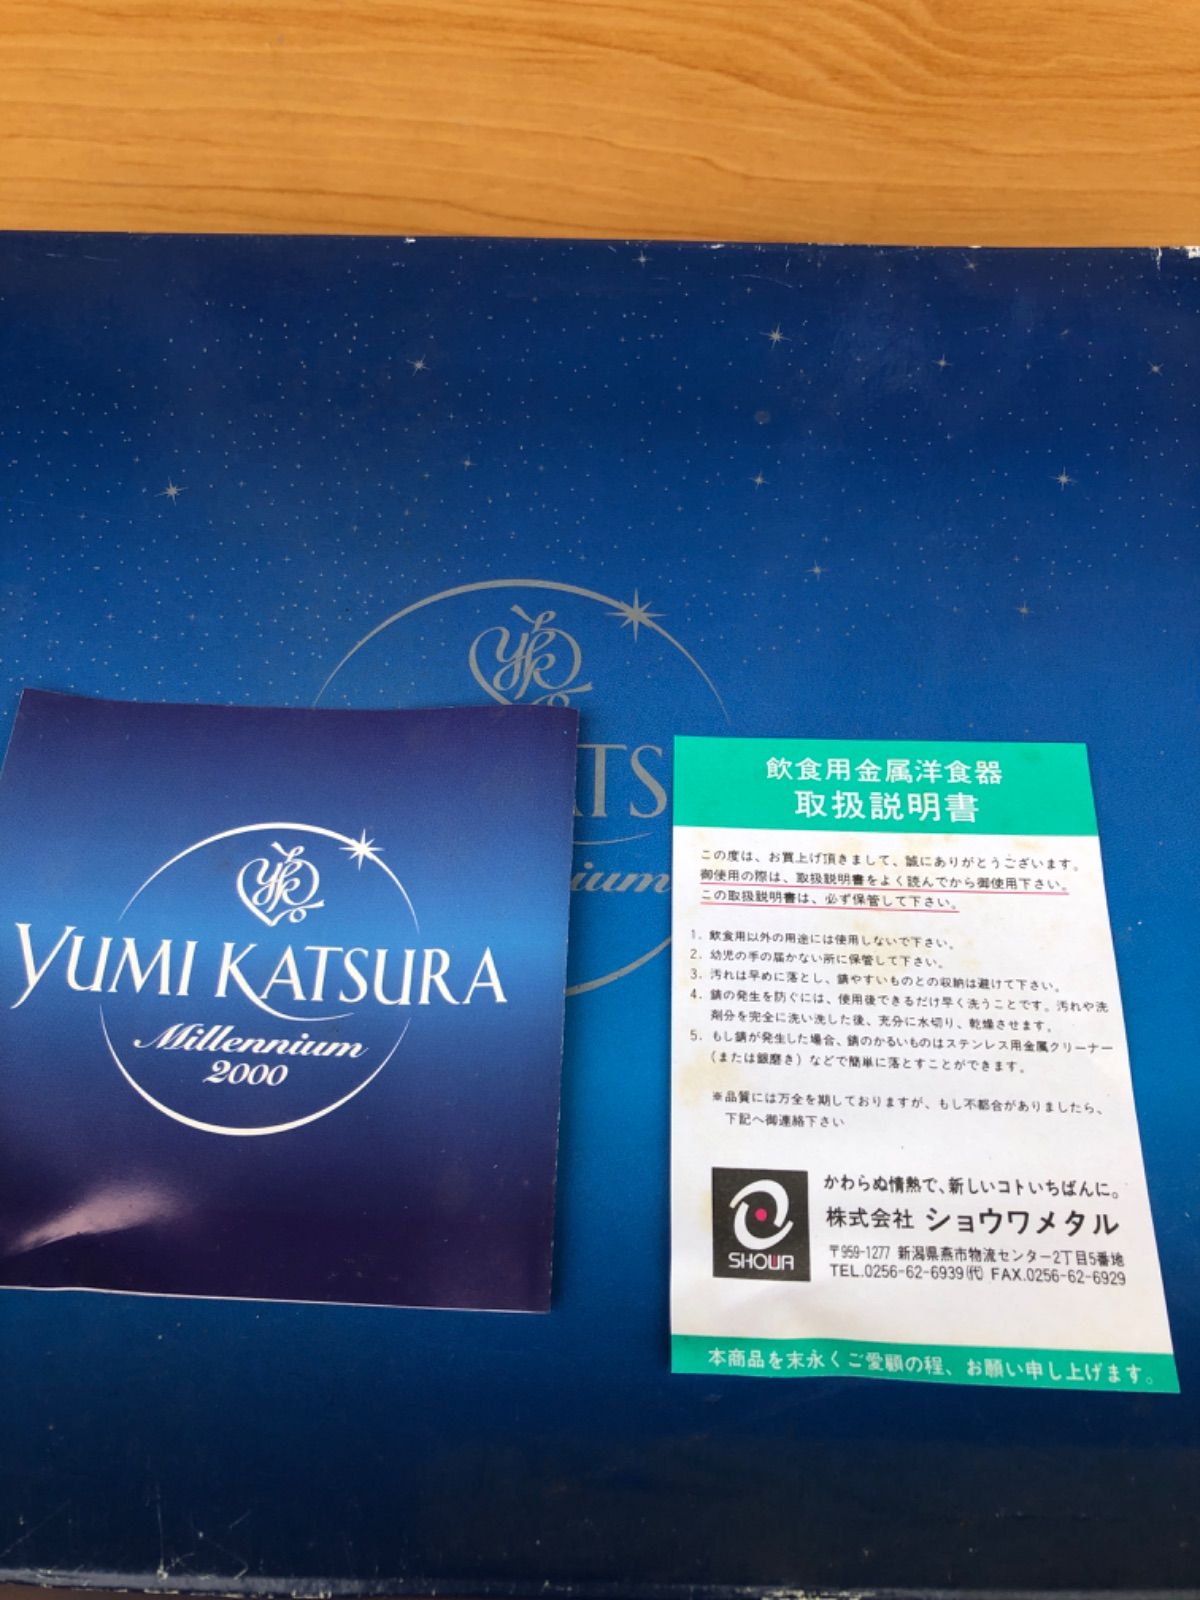 YK
KATS
ium
YK
YUMI KATSURA
Millennium
2000
飲食用金属洋食器
取扱説明書
この度は、お買上げ頂きまして、誠にありがとうございます。
御使用の際は、取扱説明書をよく読んでから御使用下さい。
この取扱説明書は、必ず保管して下さい。
1. 飲食用以外の用途には使用しないで下さい。
2. 幼児の手の届かない所に保管して下さい。
3. 汚れは早めに落とし、錆やすいものとの収納は避けて下さい。
4. 錆の発生を防ぐには、使用後できるだけ早く洗うことです。汚れや洗
剤分を完全に洗い洗した後、充分に水切り、乾燥させます。
5. もし錆が発生した場合、錆のかるいものはステンレス用金属クリーナー
(または銀磨き) などで簡単に落とすことができます。
※品質には万全を期しておりますが、もし不都合がありましたら、
下記へ御連絡下さい
SHOWA
かわらぬ情熱で、新しいコトいちばんに。
株式会社 ショウワメタル
〒959-1277 新潟県燕市物流センター2丁目5番地
TEL.0256-62-6939㈹ FAX.0256-62-6929
本商品を末永くご愛顧の程、お願い申し上げます。